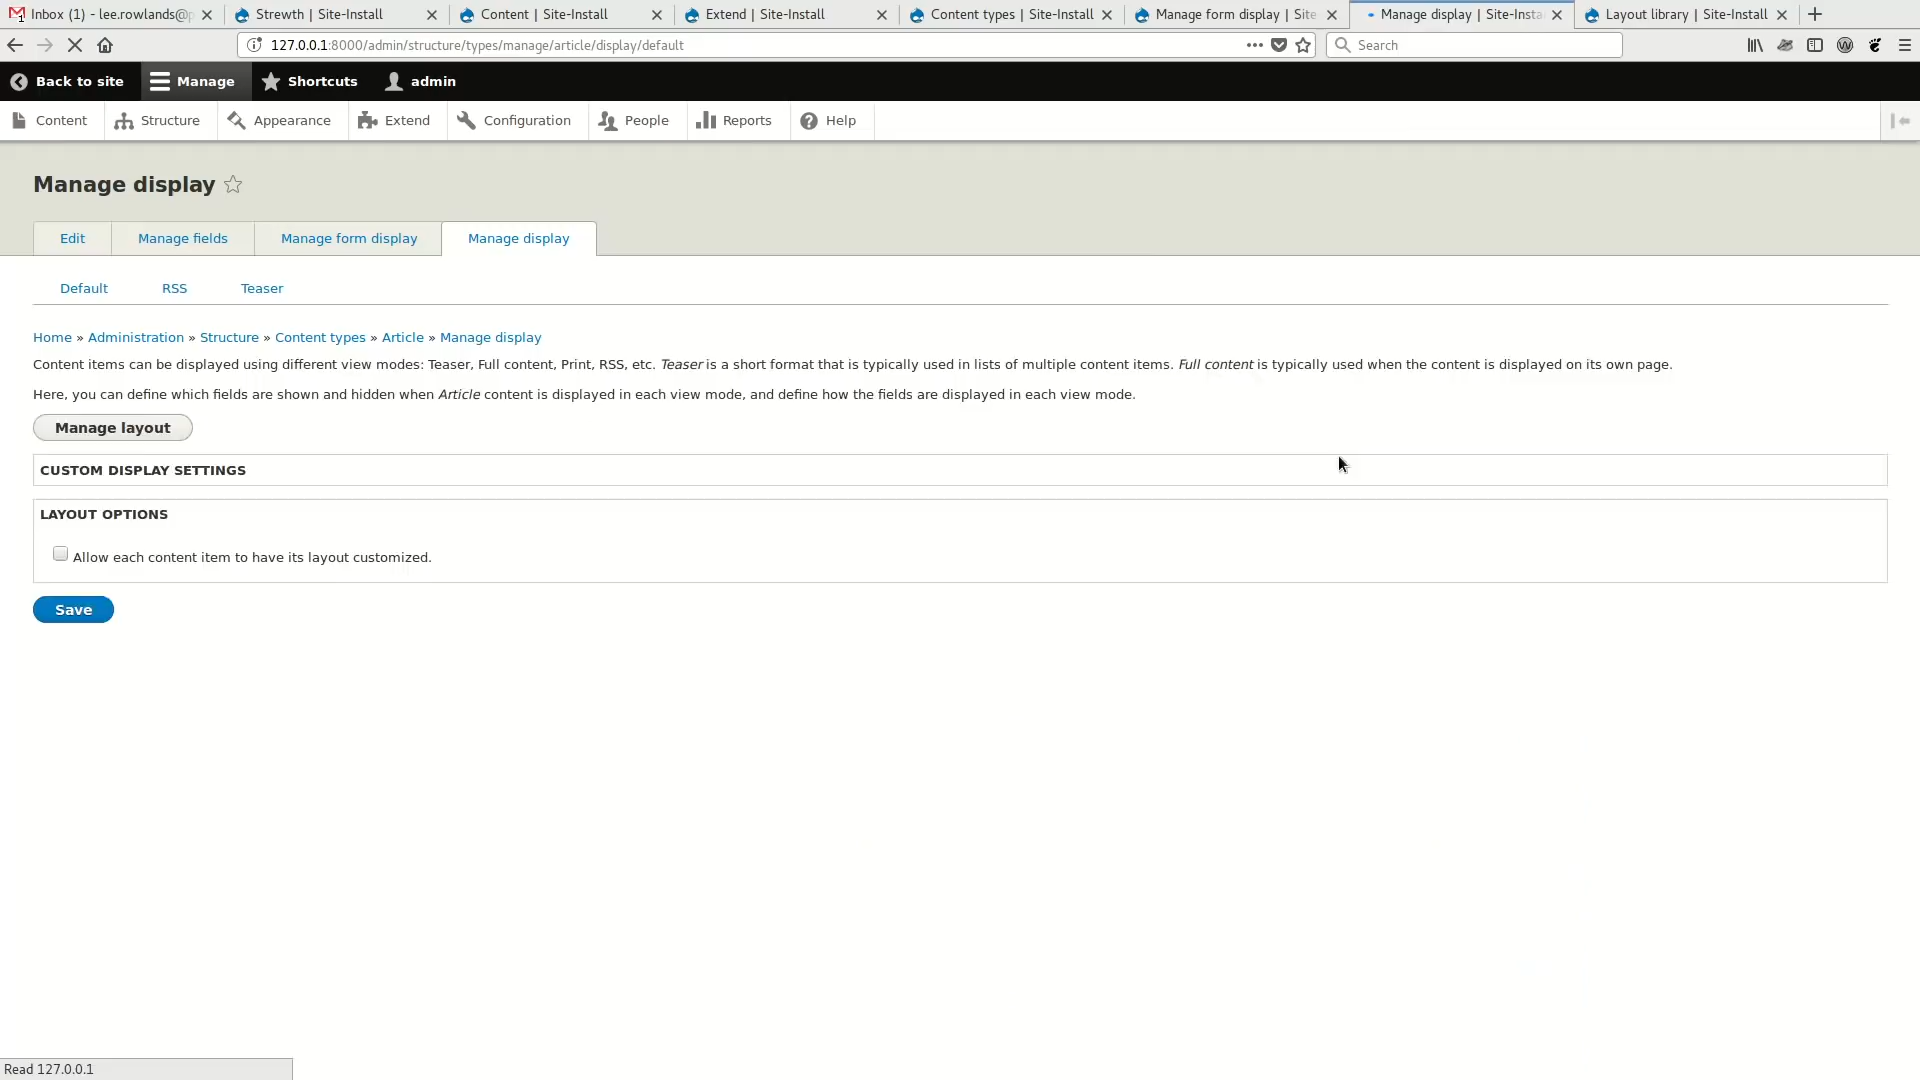 Inbox (1) - lee.rowlands@p
Strewth | Site-Install
Content | Site-Install
Extend | Site-Install
Content types | Site-Install
Manage form display | Site
Manage display | Site-Insta
Layout library | Site-Install
127.0.0.1:8000/admin/structure/types/manage/article/display/default
Search
Back to site
Manage
Shortcuts
admin
Content
Structure
Appearance
Extend
Configuration
People
Reports
Help
Manage display
Edit
Manage fields
Manage form display
Manage display
Default
RSS
Teaser
Home » Administration » Structure » Content types » Article » Manage display
Content items can be displayed using different view modes: Teaser, Full content, Print, RSS, etc. Teaser is a short format that is typically used in lists of multiple content items. Full content is typically used when the content is displayed on its own page.
Here, you can define which fields are shown and hidden when Article content is displayed in each view mode, and define how the fields are displayed in each view mode.
Manage layout
CUSTOM DISPLAY SETTINGS
LAYOUT OPTIONS
Allow each content item to have its layout customized.
Save
Read 127.0.0.1